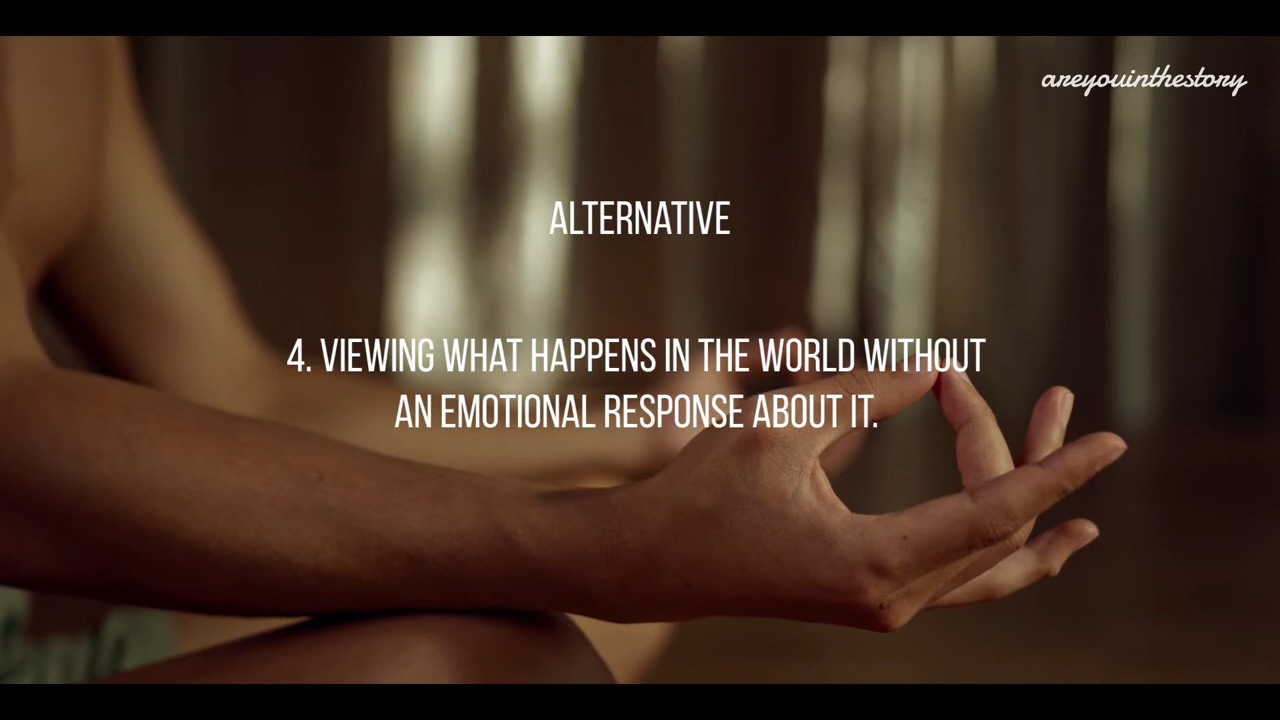 areyouinthestory
ALTERNATIVE
4. VIEWING WHAT HAPPENS IN THE WORLD WITHOUT
AN EMOTIONAL RESPONSE ABOUT IT.